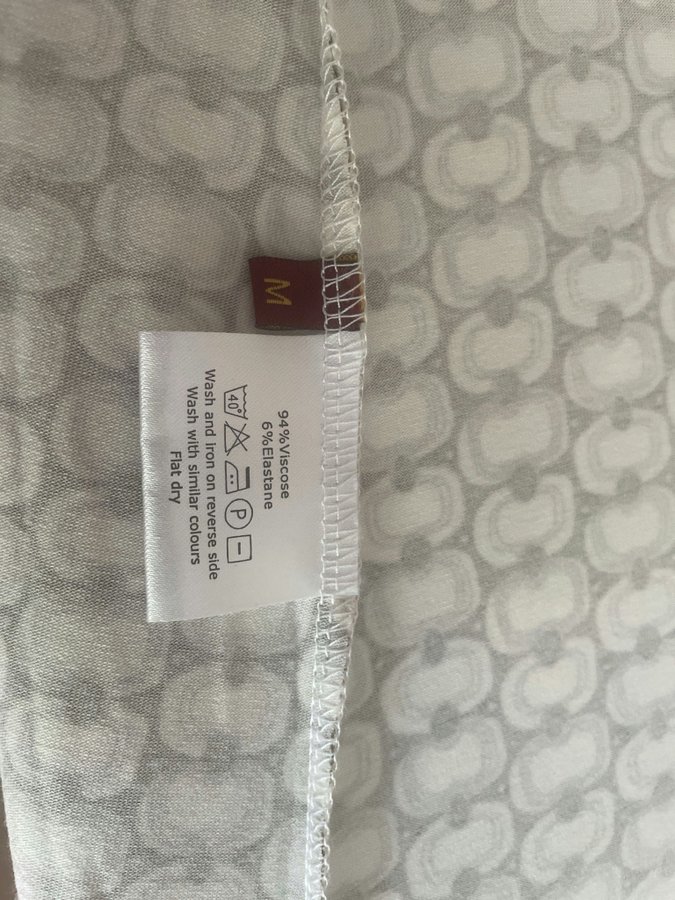 M
94%Viscose
6%Elastane
40°
P
Wash and iron on reverse side
Wash with similar colours
Flat dry